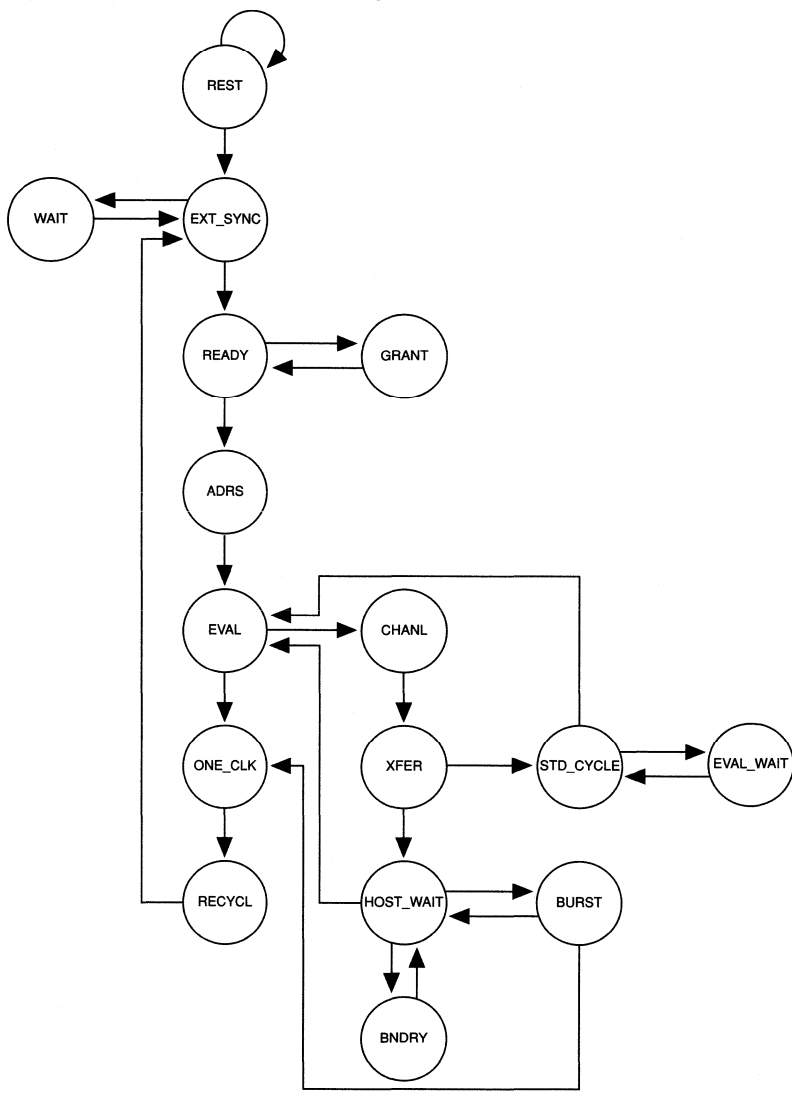 REST
WAIT
EXT_SYNC
READY
GRANT
ADRS
EVAL
CHANL
ONE_CLK
XFER
STD_CYCLE
EVAL_WAIT
RECYCL
HOST_WAIT
BURST
BNDRY